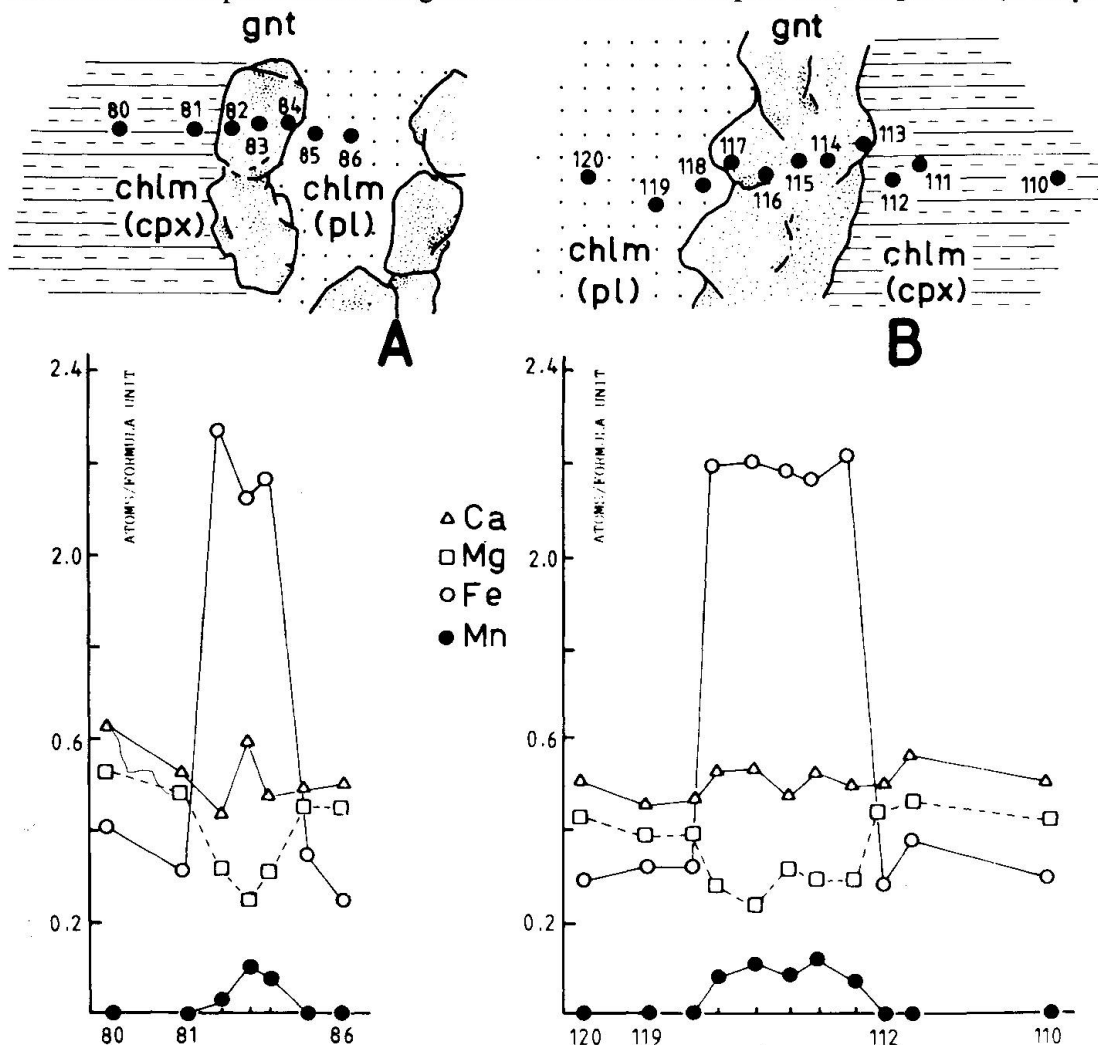 gnt
80 81 82 84
83 85 86
chlm
(cpx)
chlm
(pl)
A
gnt
120 119 118 117 116 115 114 113
112 111 110
chlm
(pl)
chlm
(cpx)
B
2.4
2.0
0.6
0.2
ATOMS/FORMULA UNIT
80 81 86
Ca
Mg
Fe
Mn
2.4
2.0
0.6
0.2
ATOMS/FORMULA UNIT
120 119 112 110